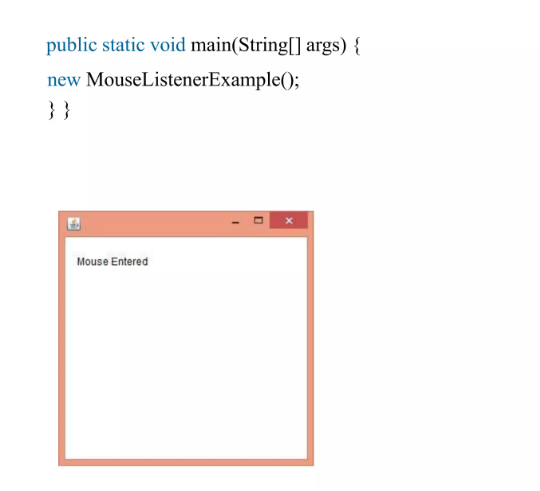 public static void main(String[] args) {
new MouseListenerExample();
} }
Mouse Entered